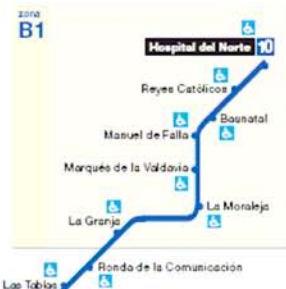 zona
B1
Hospital del Norte 10
Reyes Católicos
Baunatal
Manuel de Falla
Marqués de la Valdavia
La Moraleja
La Granja
Ronda de la Comunicación
Las Tablas